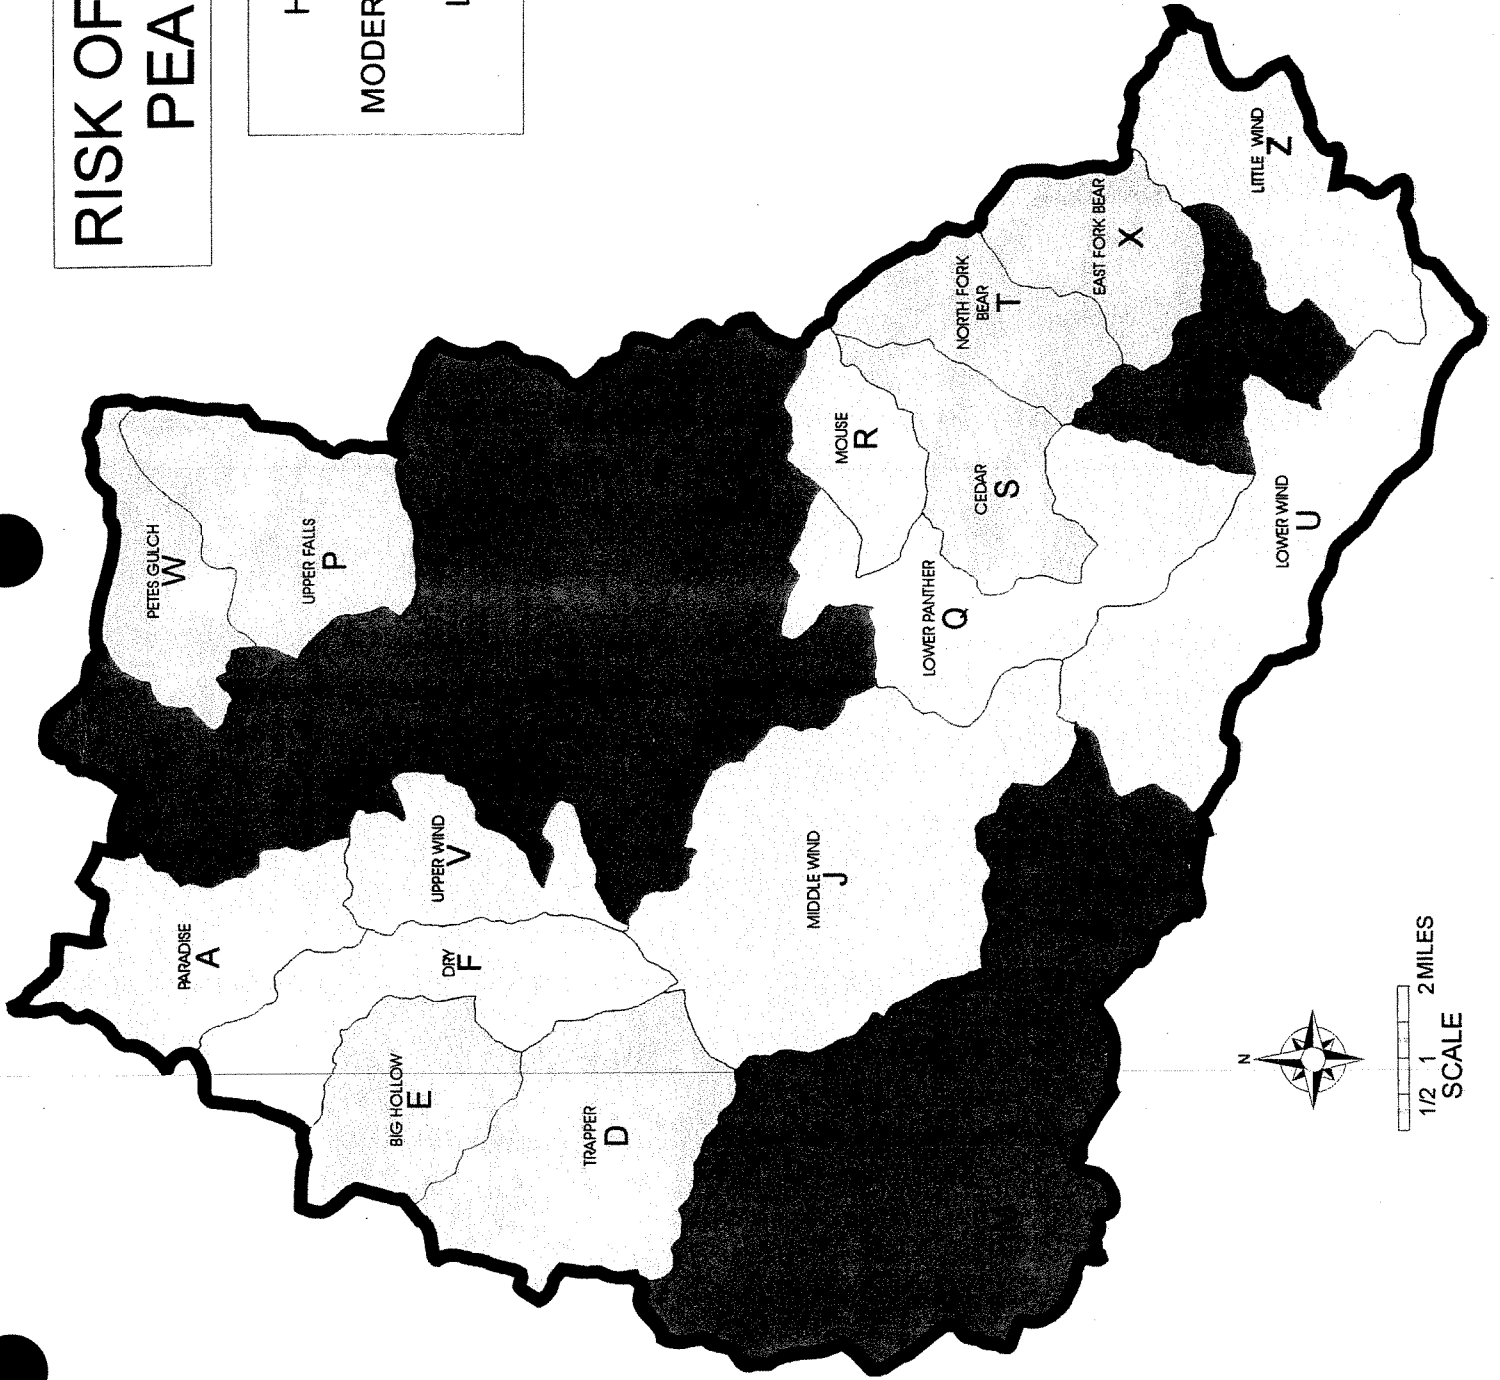 RISK OF
PEA
H
MODER
L
PETES GULCH
W
UPPER FALLS
P
PARADISE
A
UPPER WIND
V
DRY
F
BIG HOLLOW
E
TRAPPER
D
MIDDLE WIND
J
MOUSE
R
LOWER PANTHER
Q
CEDAR
S
NORTH FORK
BEAR
T
EAST FORK BEAR
X
LITTLE WIND
Z
LOWER WIND
U
M
N
1/2 1 2 MILES
SCALE